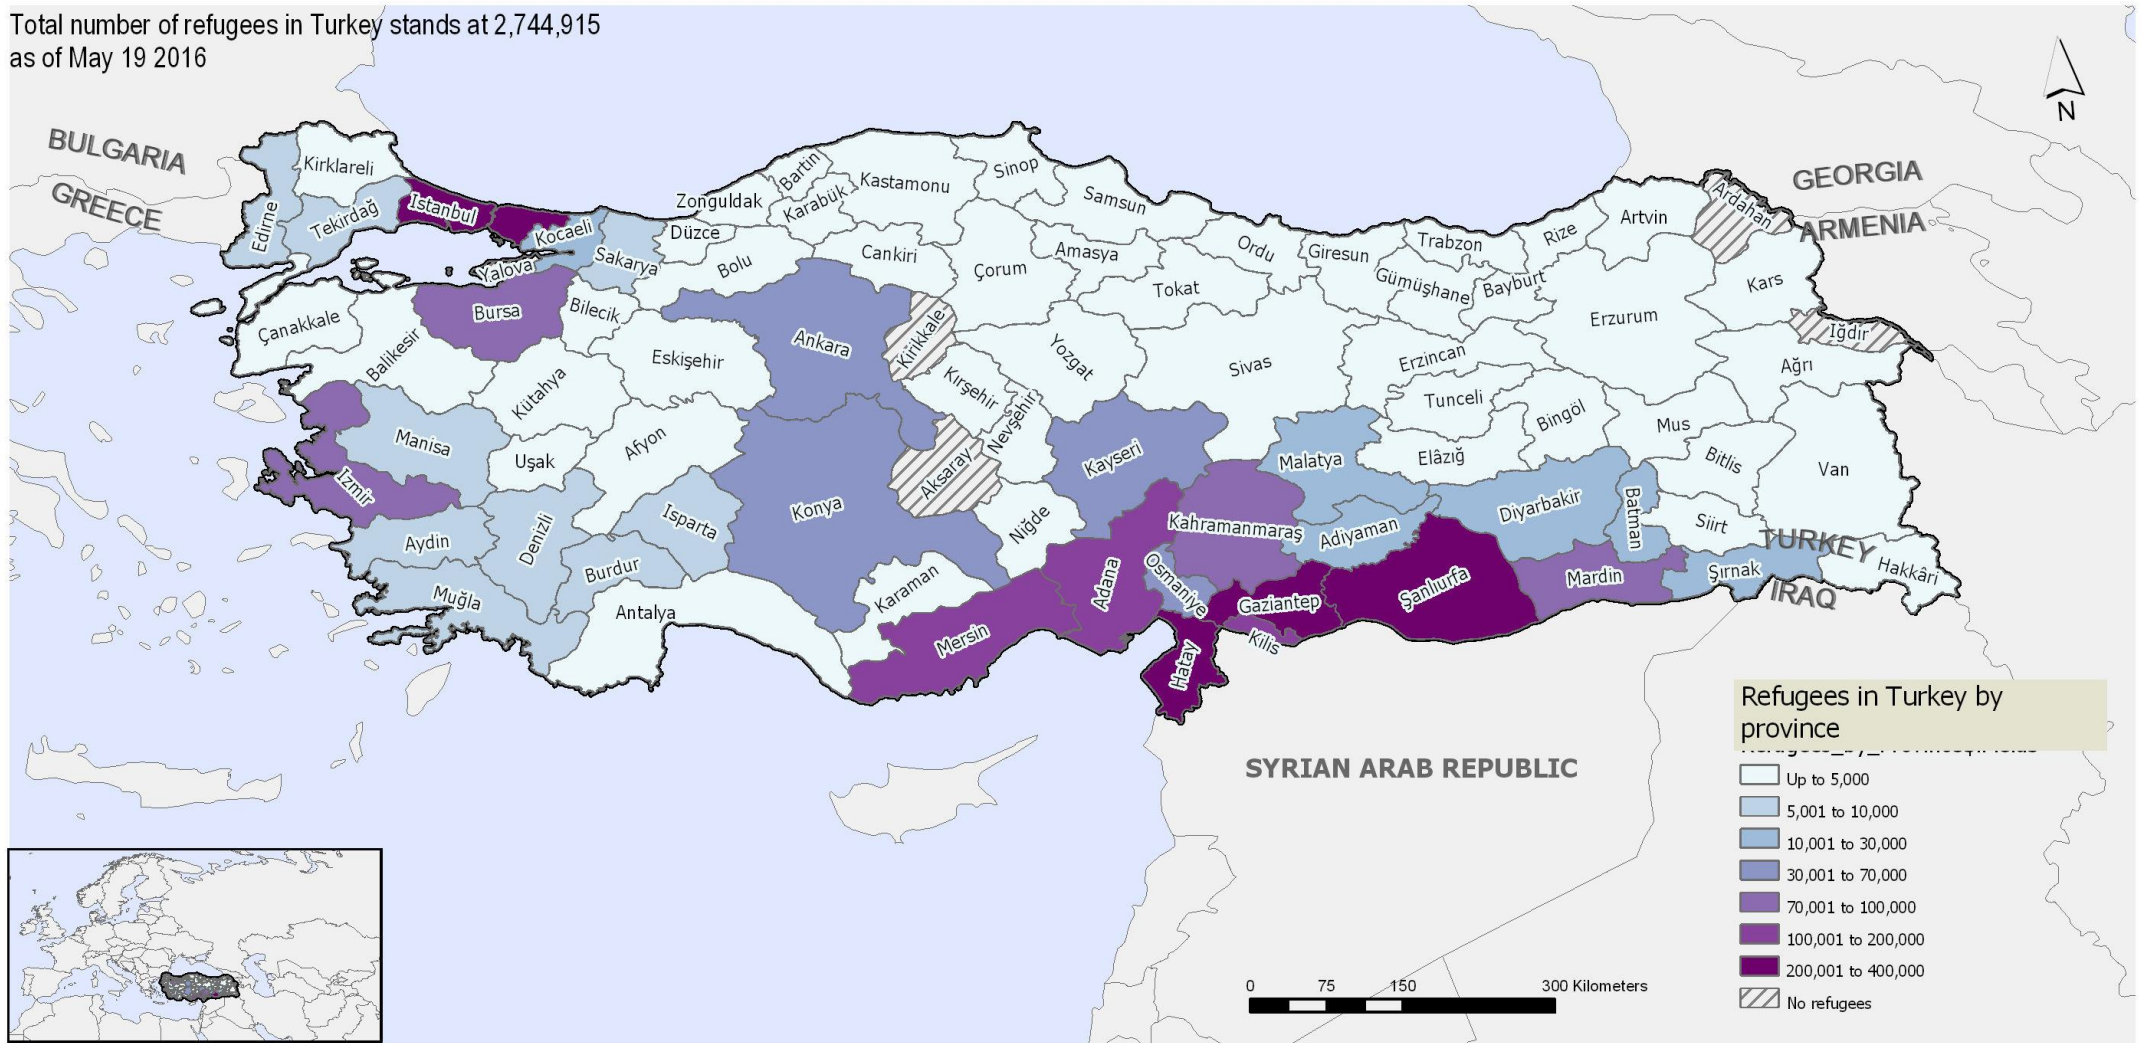 Total number of refugees in Turkey stands at 2,744,915
as of May 19 2016
N
BULGARIA
GREECE
GEORGIA
ARMENIA
Kirklareli
Edirne
Tekirdağ
Istanbul
Kocaeli
Yalova
Sakarya
Zonguldak
Düzce
Bolu
Bartin
Karabük
Kastamonu
Cankiri
Sinop
Samsun
Çorum
Amasya
Tokat
Ordu
Giresun
Trabzon
Gümüşhane
Bayburt
Rize
Artvin
Ardahan
Kars
Iğdır
Erzurum
Ağrı
Çanakkale
Balikesir
Bursa
Bilecik
Eskişehir
Kütahya
Ankara
Kirikkale
Kırşehir
Nevşehir
Yozgat
Sivas
Erzincan
Tunceli
Bingöl
Mus
Bitlis
Van
Manisa
Uşak
Afyon
İzmir
Konya
Aksaray
Kayseri
Malatya
Elâzığ
Diyarbakir
Batman
Siirt
TURKEY
Hakkâri
Aydin
Denizli
Isparta
Burdur
Muğla
Antalya
Karaman
Niğde
Mersin
Adana
Osmaniye
Kahramanmaraş
Adiyaman
Gaziantep
Kilis
Hatay
Şanlıurfa
Mardin
Şırnak
IRAQ
SYRIAN ARAB REPUBLIC
Refugees in Turkey by
province
Up to 5,000
5,001 to 10,000
10,001 to 30,000
30,001 to 70,000
70,001 to 100,000
100,001 to 200,000
200,001 to 400,000
No refugees
0 75 150 300 Kilometers